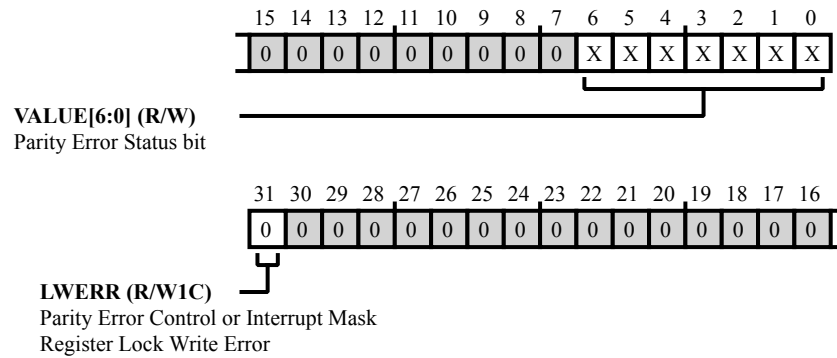 15 14 13 12 11 10 9 8 7 6 5 4 3 2 1 0
0 0 0 0 0 0 0 0 0 X X X X X X X
VALUE[6:0] (R/W)
Parity Error Status bit
31 30 29 28 27 26 25 24 23 22 21 20 19 18 17 16
0 0 0 0 0 0 0 0 0 0 0 0 0 0 0 0
LWERR (R/W1C)
Parity Error Control or Interrupt Mask
Register Lock Write Error